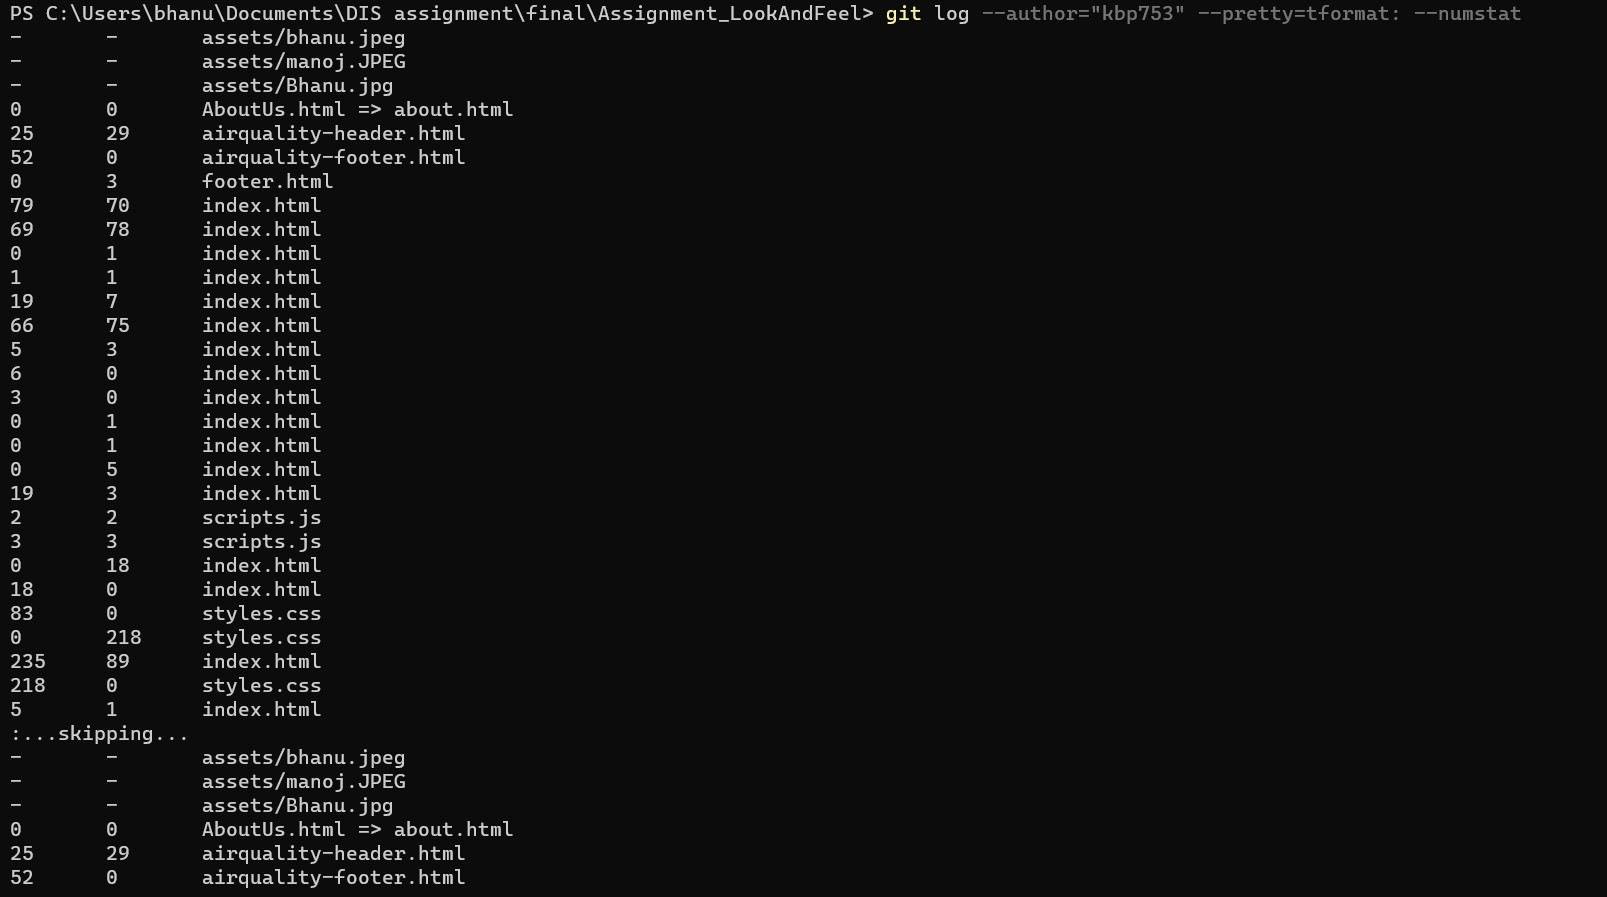 PS C:\Users\bhanu\Documents\DIS assignment\final\Assignment_LookAndFeel> git log --author="kbp753" --pretty=tformat: --numstat
-       -       assets/bhanu.jpeg
-       -       assets/manoj.JPEG
-       -       assets/Bhanu.jpg
0       0       AboutUs.html => about.html
25      29      airquality-header.html
52      0       airquality-footer.html
0       3       footer.html
79      70      index.html
69      78      index.html
0       1       index.html
1       1       index.html
19      7       index.html
66      75      index.html
5       3       index.html
6       0       index.html
3       0       index.html
0       1       index.html
0       1       index.html
0       5       index.html
19      3       index.html
2       2       scripts.js
3       3       scripts.js
0       18      index.html
18      0       index.html
83      0       styles.css
0       218     styles.css
235     89      index.html
218     0       styles.css
5       1       index.html
:...skipping...
-       -       assets/bhanu.jpeg
-       -       assets/manoj.JPEG
-       -       assets/Bhanu.jpg
0       0       AboutUs.html => about.html
25      29      airquality-header.html
52      0       airquality-footer.html